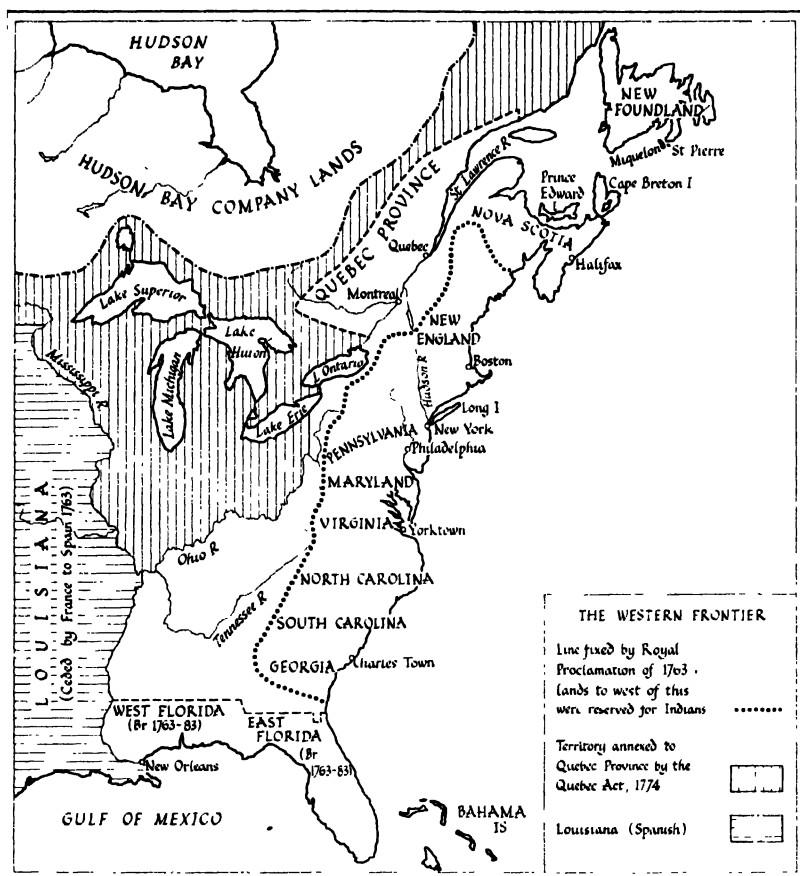 HUDSON
BAY
HUDSON BAY COMPANY LANDS
NEW
FOUNDLAND
Miquelon
St Pierre
St. Lawrence R
Prince
Edward
Cape Breton I
QUEBEC PROVINCE
NOVA SCOTIA
Quebec
Halifax
Lake Superior
Montreal
Lake
Huron
NEW
ENGLAND
Mississippi R
Lake Michigan
L Ontario
Hudson R
Boston
Lake Erie
Long I
New York
PENNSYLVANIA
Philadelphia
MARYLAND
LOUISIANA
(Ceded by France to Spain 1763)
VIRGINIA
Yorktown
Ohio R
NORTH CAROLINA
Tennessee R
SOUTH CAROLINA
GEORGIA
Charles Town
WEST FLORIDA
(Br 1763-83)
EAST
FLORIDA
(Br
1763-83)
New Orleans
GULF OF MEXICO
BAHAMA
IS
THE WESTERN FRONTIER
Line fixed by Royal
Proclamation of 1763 .
lands to west of this
were reserved for Indians
Territory annexed to
Quebec Province by the
Quebec Act, 1774
Louisiana (Spanish)